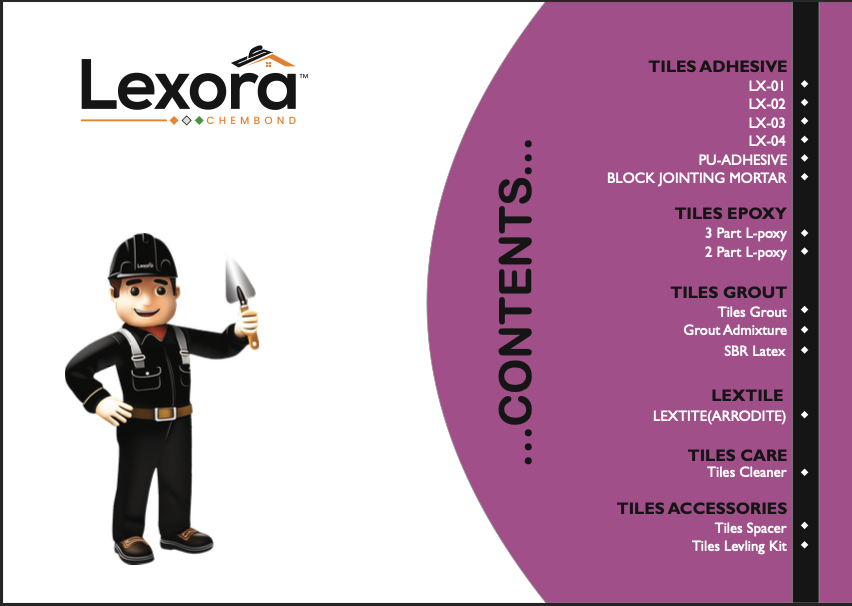 Lexora™
CHEMBOND
Lexora
...CONTENTS...
TILES ADHESIVE
LX-01
LX-02
LX-03
LX-04
PU-ADHESIVE
BLOCK JOINTING MORTAR
TILES EPOXY
3 Part L-poxy
2 Part L-poxy
TILES GROUT
Tiles Grout
Grout Admixture
SBR Latex
LEXTILE
LEXTITE(ARRODITE)
TILES CARE
Tiles Cleaner
TILES ACCESSORIES
Tiles Spacer
Tiles Levling Kit